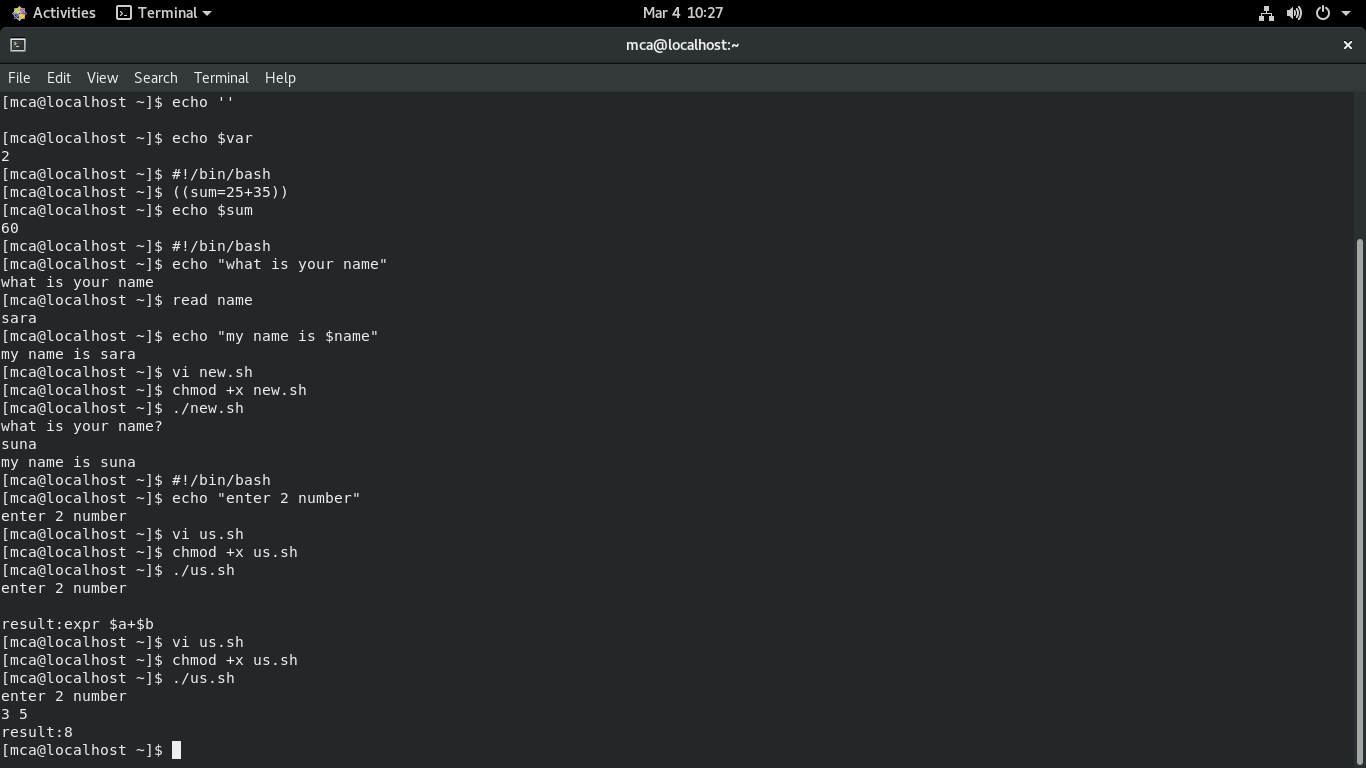 Activities Terminal Mar 4 10:27
mca@localhost:~
File Edit View Search Terminal Help
[mca@localhost ~]$ echo ''
[mca@localhost ~]$ echo $var
2
[mca@localhost ~]$ #!/bin/bash
[mca@localhost ~]$ ((sum=25+35))
[mca@localhost ~]$ echo $sum
60
[mca@localhost ~]$ #!/bin/bash
[mca@localhost ~]$ echo "what is your name"
what is your name
[mca@localhost ~]$ read name
sara
[mca@localhost ~]$ echo "my name is $name"
my name is sara
[mca@localhost ~]$ vi new.sh
[mca@localhost ~]$ chmod +x new.sh
[mca@localhost ~]$ ./new.sh
what is your name?
suna
my name is suna
[mca@localhost ~]$ #!/bin/bash
[mca@localhost ~]$ echo "enter 2 number"
enter 2 number
[mca@localhost ~]$ vi us.sh
[mca@localhost ~]$ chmod +x us.sh
[mca@localhost ~]$ ./us.sh
enter 2 number
result:expr $a+$b
[mca@localhost ~]$ vi us.sh
[mca@localhost ~]$ chmod +x us.sh
[mca@localhost ~]$ ./us.sh
enter 2 number
3 5
result:8
[mca@localhost ~]$